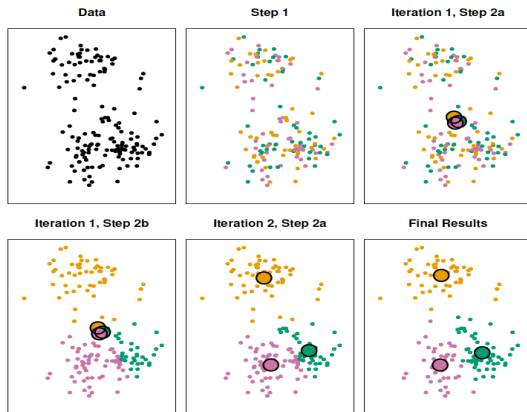 Data
Step 1
Iteration 1, Step 2a
Iteration 1, Step 2b
Iteration 2, Step 2a
Final Results